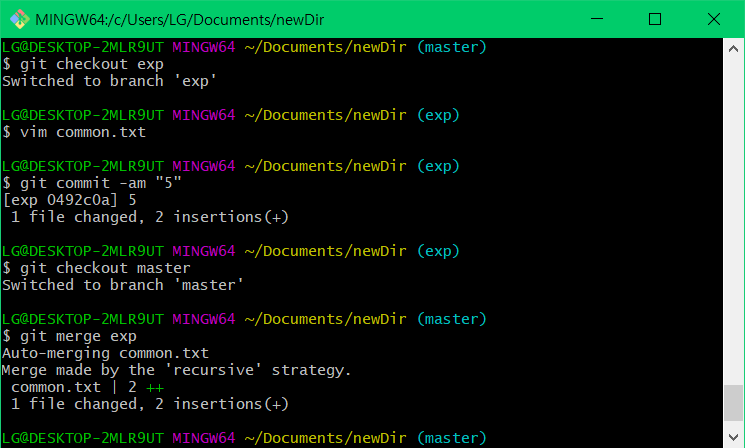 MINGW64:/c/Users/LG/Documents/newDir
LG@DESKTOP-2MLR9UT MINGW64 ~/Documents/newDir (master)
$ git checkout exp
Switched to branch 'exp'
LG@DESKTOP-2MLR9UT MINGW64 ~/Documents/newDir (exp)
$ vim common.txt
LG@DESKTOP-2MLR9UT MINGW64 ~/Documents/newDir (exp)
$ git commit -am "5"
[exp 0492c0a] 5
 1 file changed, 2 insertions(+)
LG@DESKTOP-2MLR9UT MINGW64 ~/Documents/newDir (exp)
$ git checkout master
Switched to branch 'master'
LG@DESKTOP-2MLR9UT MINGW64 ~/Documents/newDir (master)
$ git merge exp
Auto-merging common.txt
Merge made by the 'recursive' strategy.
 common.txt | 2 ++
 1 file changed, 2 insertions(+)
LG@DESKTOP-2MLR9UT MINGW64 ~/Documents/newDir (master)